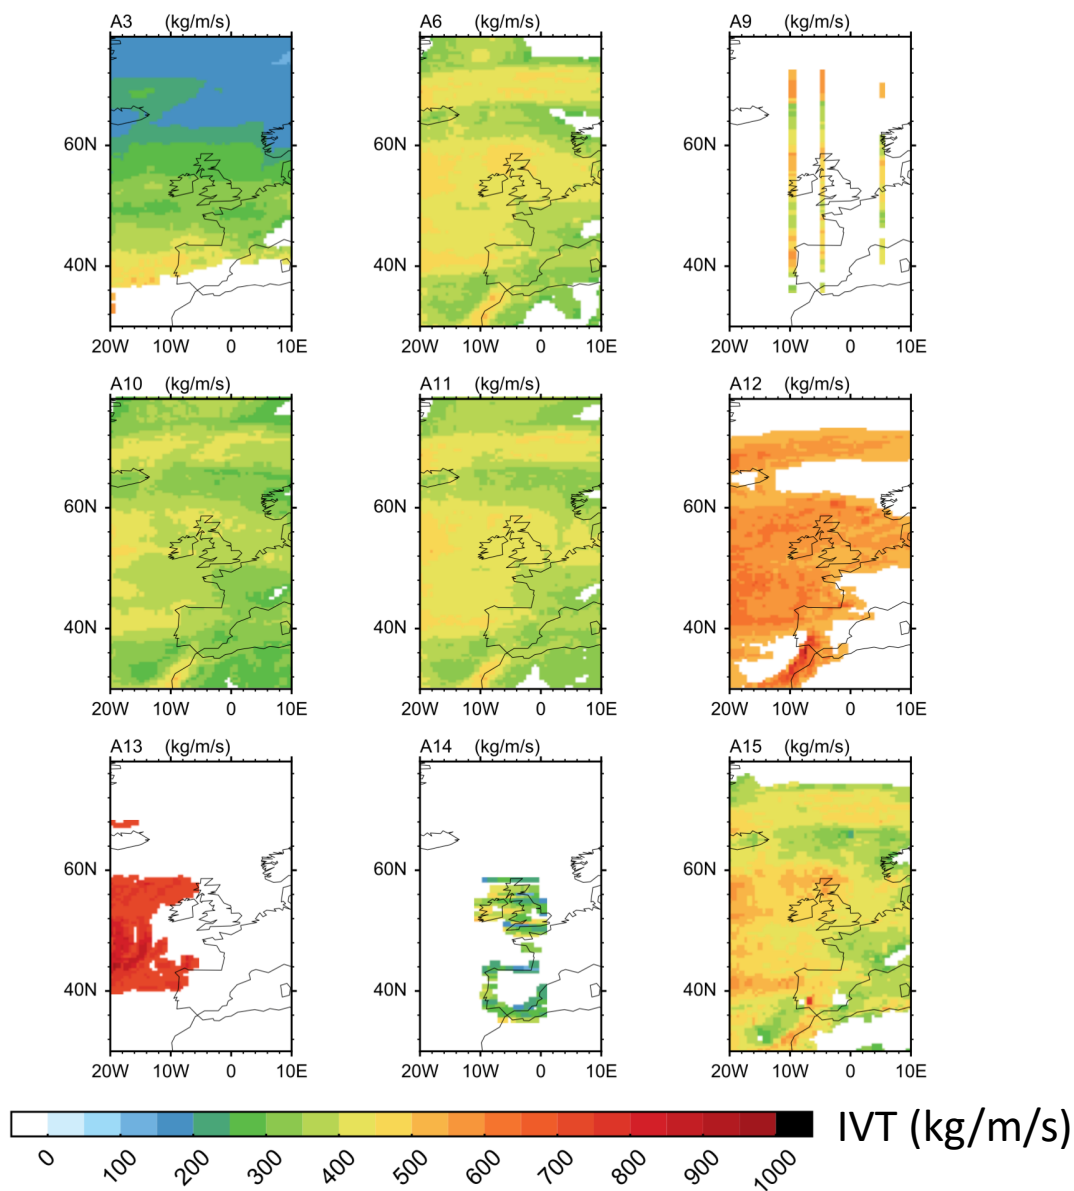 A3 (kg/m/s) A6 (kg/m/s) A9 (kg/m/s)
60N 60N 60N
40N 40N 40N
20W 10W 0 10E 20W 10W 0 10E 20W 10W 0 10E
A10 (kg/m/s) A11 (kg/m/s) A12 (kg/m/s)
60N 60N 60N
40N 40N 40N
20W 10W 0 10E 20W 10W 0 10E 20W 10W 0 10E
A13 (kg/m/s) A14 (kg/m/s) A15 (kg/m/s)
60N 60N 60N
40N 40N 40N
20W 10W 0 10E 20W 10W 0 10E 20W 10W 0 10E
IVT (kg/m/s)
0 100 200 300 400 500 600 700 800 900 1000